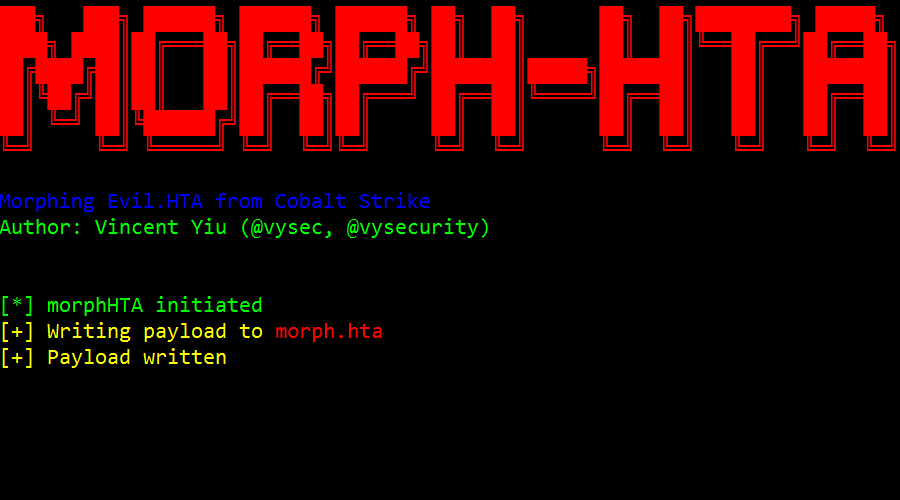 MORPH-HTA
Morphing Evil.HTA from Cobalt Strike
Author: Vincent Yiu (@vysec, @vysecurity)
[*] morphHTA initiated
[+] Writing payload to morph.hta
[+] Payload written